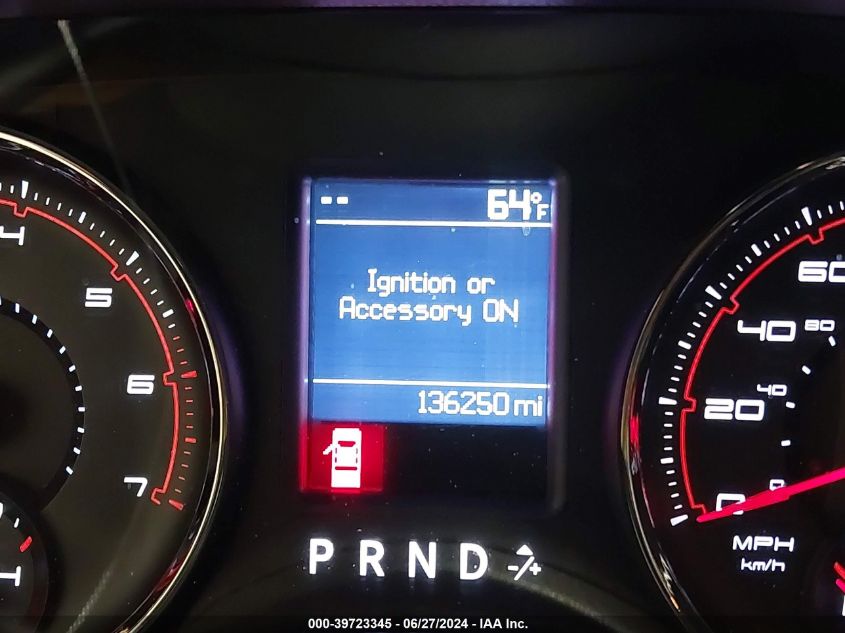 -- 64°F
Ignition or
Accessory ON
136250 mi
4
5
6
7
60
80
40
40
20
0
0
MPH
km/h
P R N D -/+
000-39723345 - 06/27/2024 - IAA Inc.